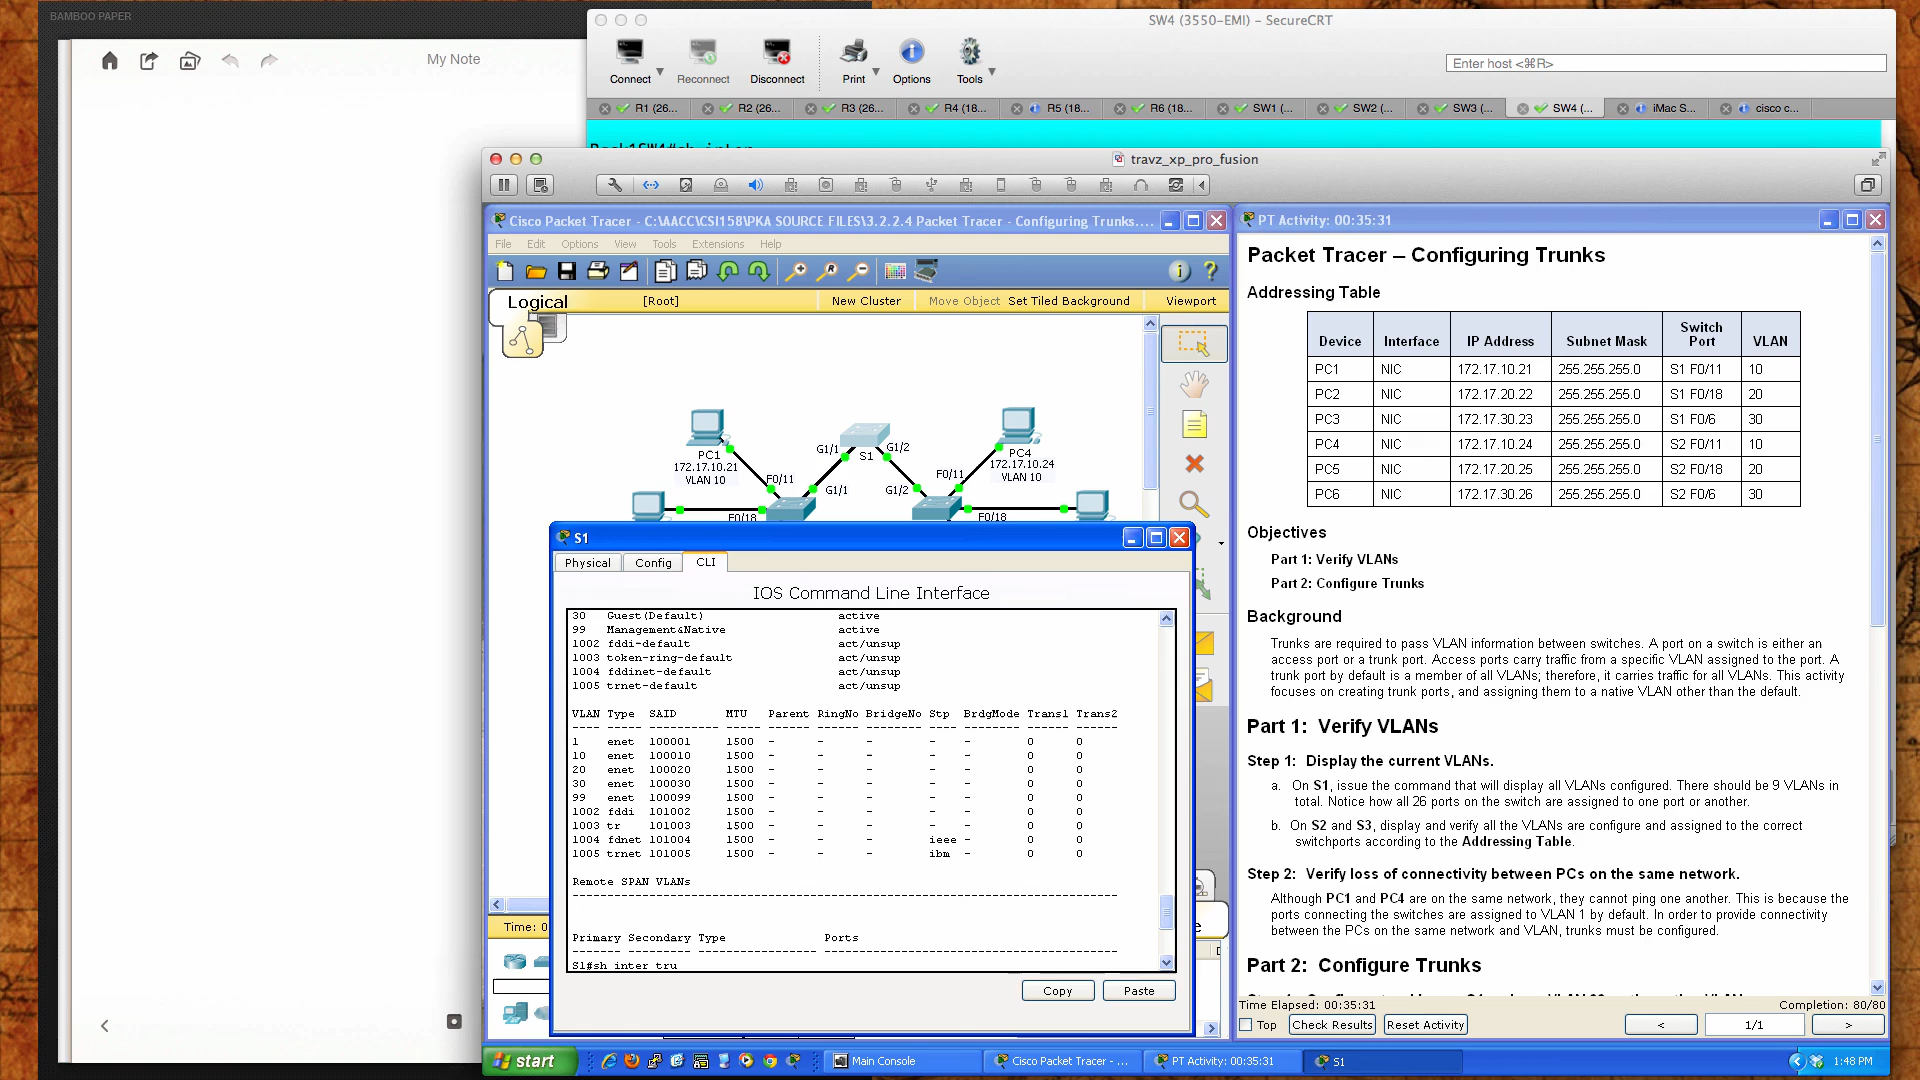 BAMBOO PAPER
My Note
SW4 (3550-EMI) – SecureCRT
Connect
Reconnect
Disconnect
Print
Options
Tools
Enter host <⌘R>
R1 (26...
R2 (26...
R3 (26...
R4 (18...
R5 (18...
R6 (18...
SW1 (...
SW2 (...
SW3 (...
SW4 (...
iMac S...
cisco c...
travz_xp_pro_fusion
Cisco Packet Tracer - C:\AACC\CSI158\PKA SOURCE FILES\3.2.2.4 Packet Tracer - Configuring Trunks....
File Edit Options View Tools Extensions Help
Logical
[Root]
New Cluster
Move Object
Set Tiled Background
Viewport
PC1
172.17.10.21
VLAN 10
F0/11
G1/1
S1
G1/2
G1/1
G1/2
F0/11
PC4
172.17.10.24
VLAN 10
F0/18
F0/18
Time: 0
S1
Physical
Config
CLI
IOS Command Line Interface
30 Guest(Default) active
99 Management&Native active
1002 fddi-default act/unsup
1003 token-ring-default act/unsup
1004 fddinet-default act/unsup
1005 trnet-default act/unsup
VLAN Type SAID MTU Parent RingNo BridgeNo Stp BrdgMode Trans1 Trans2
---- ----- ---------- ----- ------ ------ -------- ---- -------- ------ ------
1 enet 100001 1500 - - - - - 0 0
10 enet 100010 1500 - - - - - 0 0
20 enet 100020 1500 - - - - - 0 0
30 enet 100030 1500 - - - - - 0 0
99 enet 100099 1500 - - - - - 0 0
1002 fddi 101002 1500 - - - - - 0 0
1003 tr 101003 1500 - - - - - 0 0
1004 fdnet 101004 1500 - - - ieee - 0 0
1005 trnet 101005 1500 - - - ibm - 0 0
Remote SPAN VLANs
------------------------------------------------------------------------------
Primary Secondary Type Ports
------- --------- ----------------- ------------------------------------------
S1#sh inter tru
Copy
Paste
PT Activity: 00:35:31
Packet Tracer – Configuring Trunks
Addressing Table
Device Interface IP Address Subnet Mask Switch Port VLAN
PC1 NIC 172.17.10.21 255.255.255.0 S1 F0/11 10
PC2 NIC 172.17.20.22 255.255.255.0 S1 F0/18 20
PC3 NIC 172.17.30.23 255.255.255.0 S1 F0/6 30
PC4 NIC 172.17.10.24 255.255.255.0 S2 F0/11 10
PC5 NIC 172.17.20.25 255.255.255.0 S2 F0/18 20
PC6 NIC 172.17.30.26 255.255.255.0 S2 F0/6 30
Objectives
Part 1: Verify VLANs
Part 2: Configure Trunks
Background
Trunks are required to pass VLAN information between switches. A port on a switch is either an
access port or a trunk port. Access ports carry traffic from a specific VLAN assigned to the port. A
trunk port by default is a member of all VLANs; therefore, it carries traffic for all VLANs. This activity
focuses on creating trunk ports, and assigning them to a native VLAN other than the default.
Part 1: Verify VLANs
Step 1: Display the current VLANs.
a. On S1, issue the command that will display all VLANs configured. There should be 9 VLANs in
total. Notice how all 26 ports on the switch are assigned to one port or another.
b. On S2 and S3, display and verify all the VLANs are configure and assigned to the correct
switchports according to the Addressing Table.
Step 2: Verify loss of connectivity between PCs on the same network.
Although PC1 and PC4 are on the same network, they cannot ping one another. This is because the
ports connecting the switches are assigned to VLAN 1 by default. In order to provide connectivity
between the PCs on the same network and VLAN, trunks must be configured.
Part 2: Configure Trunks
Time Elapsed: 00:35:31
Completion: 80/80
Top
Check Results
Reset Activity
<
1/1
>
start
Main Console
Cisco Packet Tracer - ...
PT Activity: 00:35:31
S1
1:48 PM